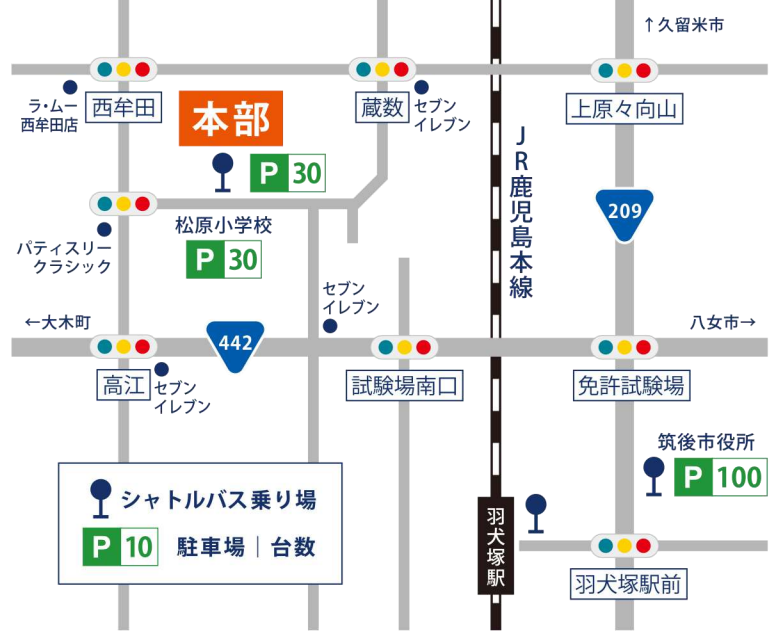 ↑久留米市
ラ・ムー
西牟田店
西牟田
本部
蔵数
セブン
イレブン
上原々向山
P 30
JR鹿児島本線
209
松原小学校
P 30
パティスリー
クラシック
セブン
イレブン
←大木町
442
八女市→
高江
セブン
イレブン
試験場南口
免許試験場
筑後市役所
P 100
シャトルバス乗り場
P 10 駐車場｜台数
羽犬塚駅
羽犬塚駅前